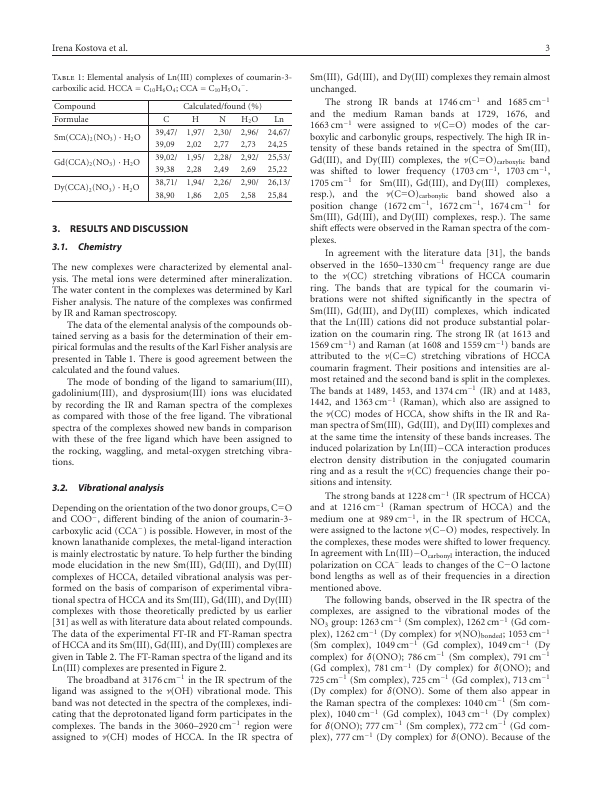 Irena Kostova et al.
3
TABLE 1: Elemental analysis of Ln(III) complexes of coumarin-3-
carboxilic acid. HCCA = C₁₀H₆O₄; CCA = C₁₀H₅O₄⁻.
Compound Calculated/found (%)
Formulae C H N H₂O Ln
Sm(CCA)₂(NO₃) · H₂O 39,47/ 1,97/ 2,30/ 2,96/ 24,67/
39,09 2,02 2,77 2,73 24,25
Gd(CCA)₂(NO₃) · H₂O 39,02/ 1,95/ 2,28/ 2,92/ 25,53/
39,38 2,28 2,49 2,69 25,22
Dy(CCA)₂(NO₃) · H₂O 38,71/ 1,94/ 2,26/ 2,90/ 26,13/
38,90 1,86 2,05 2,58 25,84
3. RESULTS AND DISCUSSION
3.1. Chemistry
The new complexes were characterized by elemental anal-
ysis. The metal ions were determined after mineralization.
The water content in the complexes was determined by Karl
Fisher analysis. The nature of the complexes was confirmed
by IR and Raman spectroscopy.
The data of the elemental analysis of the compounds ob-
tained serving as a basis for the determination of their em-
pirical formulas and the results of the Karl Fisher analysis are
presented in Table 1. There is good agreement between the
calculated and the found values.
The mode of bonding of the ligand to samarium(III),
gadolinium(III), and dysprosium(III) ions was elucidated
by recording the IR and Raman spectra of the complexes
as compared with those of the free ligand. The vibrational
spectra of the complexes showed new bands in comparison
with these of the free ligand which have been assigned to
the rocking, waggling, and metal-oxygen stretching vibra-
tions.
3.2. Vibrational analysis
Depending on the orientation of the two donor groups, C=O
and COO⁻, different binding of the anion of coumarin-3-
carboxylic acid (CCA⁻) is possible. However, in most of the
known lanathanide complexes, the metal-ligand interaction
is mainly electrostatic by nature. To help further the binding
mode elucidation in the new Sm(III), Gd(III), and Dy(III)
complexes of HCCA, detailed vibrational analysis was per-
formed on the basis of comparison of experimental vibra-
tional spectra of HCCA and its Sm(III), Gd(III), and Dy(III)
complexes with those theoretically predicted by us earlier
[31] as well as with literature data about related compounds.
The data of the experimental FT-IR and FT-Raman spectra
of HCCA and its Sm(III), Gd(III), and Dy(III) complexes are
given in Table 2. The FT-Raman spectra of the ligand and its
Ln(III) complexes are presented in Figure 2.
The broadband at 3176 cm⁻¹ in the IR spectrum of the
ligand was assigned to the ν(OH) vibrational mode. This
band was not detected in the spectra of the complexes, indi-
cating that the deprotonated ligand form participates in the
complexes. The bands in the 3060–2920 cm⁻¹ region were
assigned to ν(CH) modes of HCCA. In the IR spectra of
Sm(III), Gd(III), and Dy(III) complexes they remain almost
unchanged.
The strong IR bands at 1746 cm⁻¹ and 1685 cm⁻¹
and the medium Raman bands at 1729, 1676, and
1663 cm⁻¹ were assigned to ν(C=O) modes of the car-
boxylic and carbonylic groups, respectively. The high IR in-
tensity of these bands retained in the spectra of Sm(III),
Gd(III), and Dy(III) complexes, the ν(C=O)carboxylic band
was shifted to lower frequency (1703 cm⁻¹, 1703 cm⁻¹,
1705 cm⁻¹ for Sm(III), Gd(III), and Dy(III) complexes,
resp.), and the ν(C=O)carbonylic band showed also a
position change (1672 cm⁻¹, 1672 cm⁻¹, 1674 cm⁻¹ for
Sm(III), Gd(III), and Dy(III) complexes, resp.). The same
shift effects were observed in the Raman spectra of the com-
plexes.
In agreement with the literature data [31], the bands
observed in the 1650–1330 cm⁻¹ frequency range are due
to the ν(CC) stretching vibrations of HCCA coumarin
ring. The bands that are typical for the coumarin vi-
brations were not shifted significantly in the spectra of
Sm(III), Gd(III), and Dy(III) complexes, which indicated
that the Ln(III) cations did not produce substantial polar-
ization on the coumarin ring. The strong IR (at 1613 and
1569 cm⁻¹) and Raman (at 1608 and 1559 cm⁻¹) bands are
attributed to the ν(C=C) stretching vibrations of HCCA
coumarin fragment. Their positions and intensities are al-
most retained and the second band is split in the complexes.
The bands at 1489, 1453, and 1374 cm⁻¹ (IR) and at 1483,
1442, and 1363 cm⁻¹ (Raman), which also are assigned to
the ν(CC) modes of HCCA, show shifts in the IR and Ra-
man spectra of Sm(III), Gd(III), and Dy(III) complexes and
at the same time the intensity of these bands increases. The
induced polarization by Ln(III)−CCA interaction produces
electron density distribution in the conjugated coumarin
ring and as a result the ν(CC) frequencies change their po-
sitions and intensity.
The strong bands at 1228 cm⁻¹ (IR spectrum of HCCA)
and at 1216 cm⁻¹ (Raman spectrum of HCCA) and the
medium one at 989 cm⁻¹, in the IR spectrum of HCCA,
were assigned to the lactone ν(C−O) modes, respectively. In
the complexes, these modes were shifted to lower frequency.
In agreement with Ln(III)−Ocarbonyl interaction, the induced
polarization on CCA⁻ leads to changes of the C−O lactone
bond lengths as well as of their frequencies in a direction
mentioned above.
The following bands, observed in the IR spectra of the
complexes, are assigned to the vibrational modes of the
NO₃ group: 1263 cm⁻¹ (Sm complex), 1262 cm⁻¹ (Gd com-
plex), 1262 cm⁻¹ (Dy complex) for ν(NO)bonded; 1053 cm⁻¹
(Sm complex), 1049 cm⁻¹ (Gd complex), 1049 cm⁻¹ (Dy
complex) for δ(ONO); 786 cm⁻¹ (Sm complex), 791 cm⁻¹
(Gd complex), 781 cm⁻¹ (Dy complex) for δ(ONO); and
725 cm⁻¹ (Sm complex), 725 cm⁻¹ (Gd complex), 713 cm⁻¹
(Dy complex) for δ(ONO). Some of them also appear in
the Raman spectra of the complexes: 1040 cm⁻¹ (Sm com-
plex), 1040 cm⁻¹ (Gd complex), 1043 cm⁻¹ (Dy complex)
for δ(ONO); 777 cm⁻¹ (Sm complex), 772 cm⁻¹ (Gd com-
plex), 777 cm⁻¹ (Dy complex) for δ(ONO). Because of the